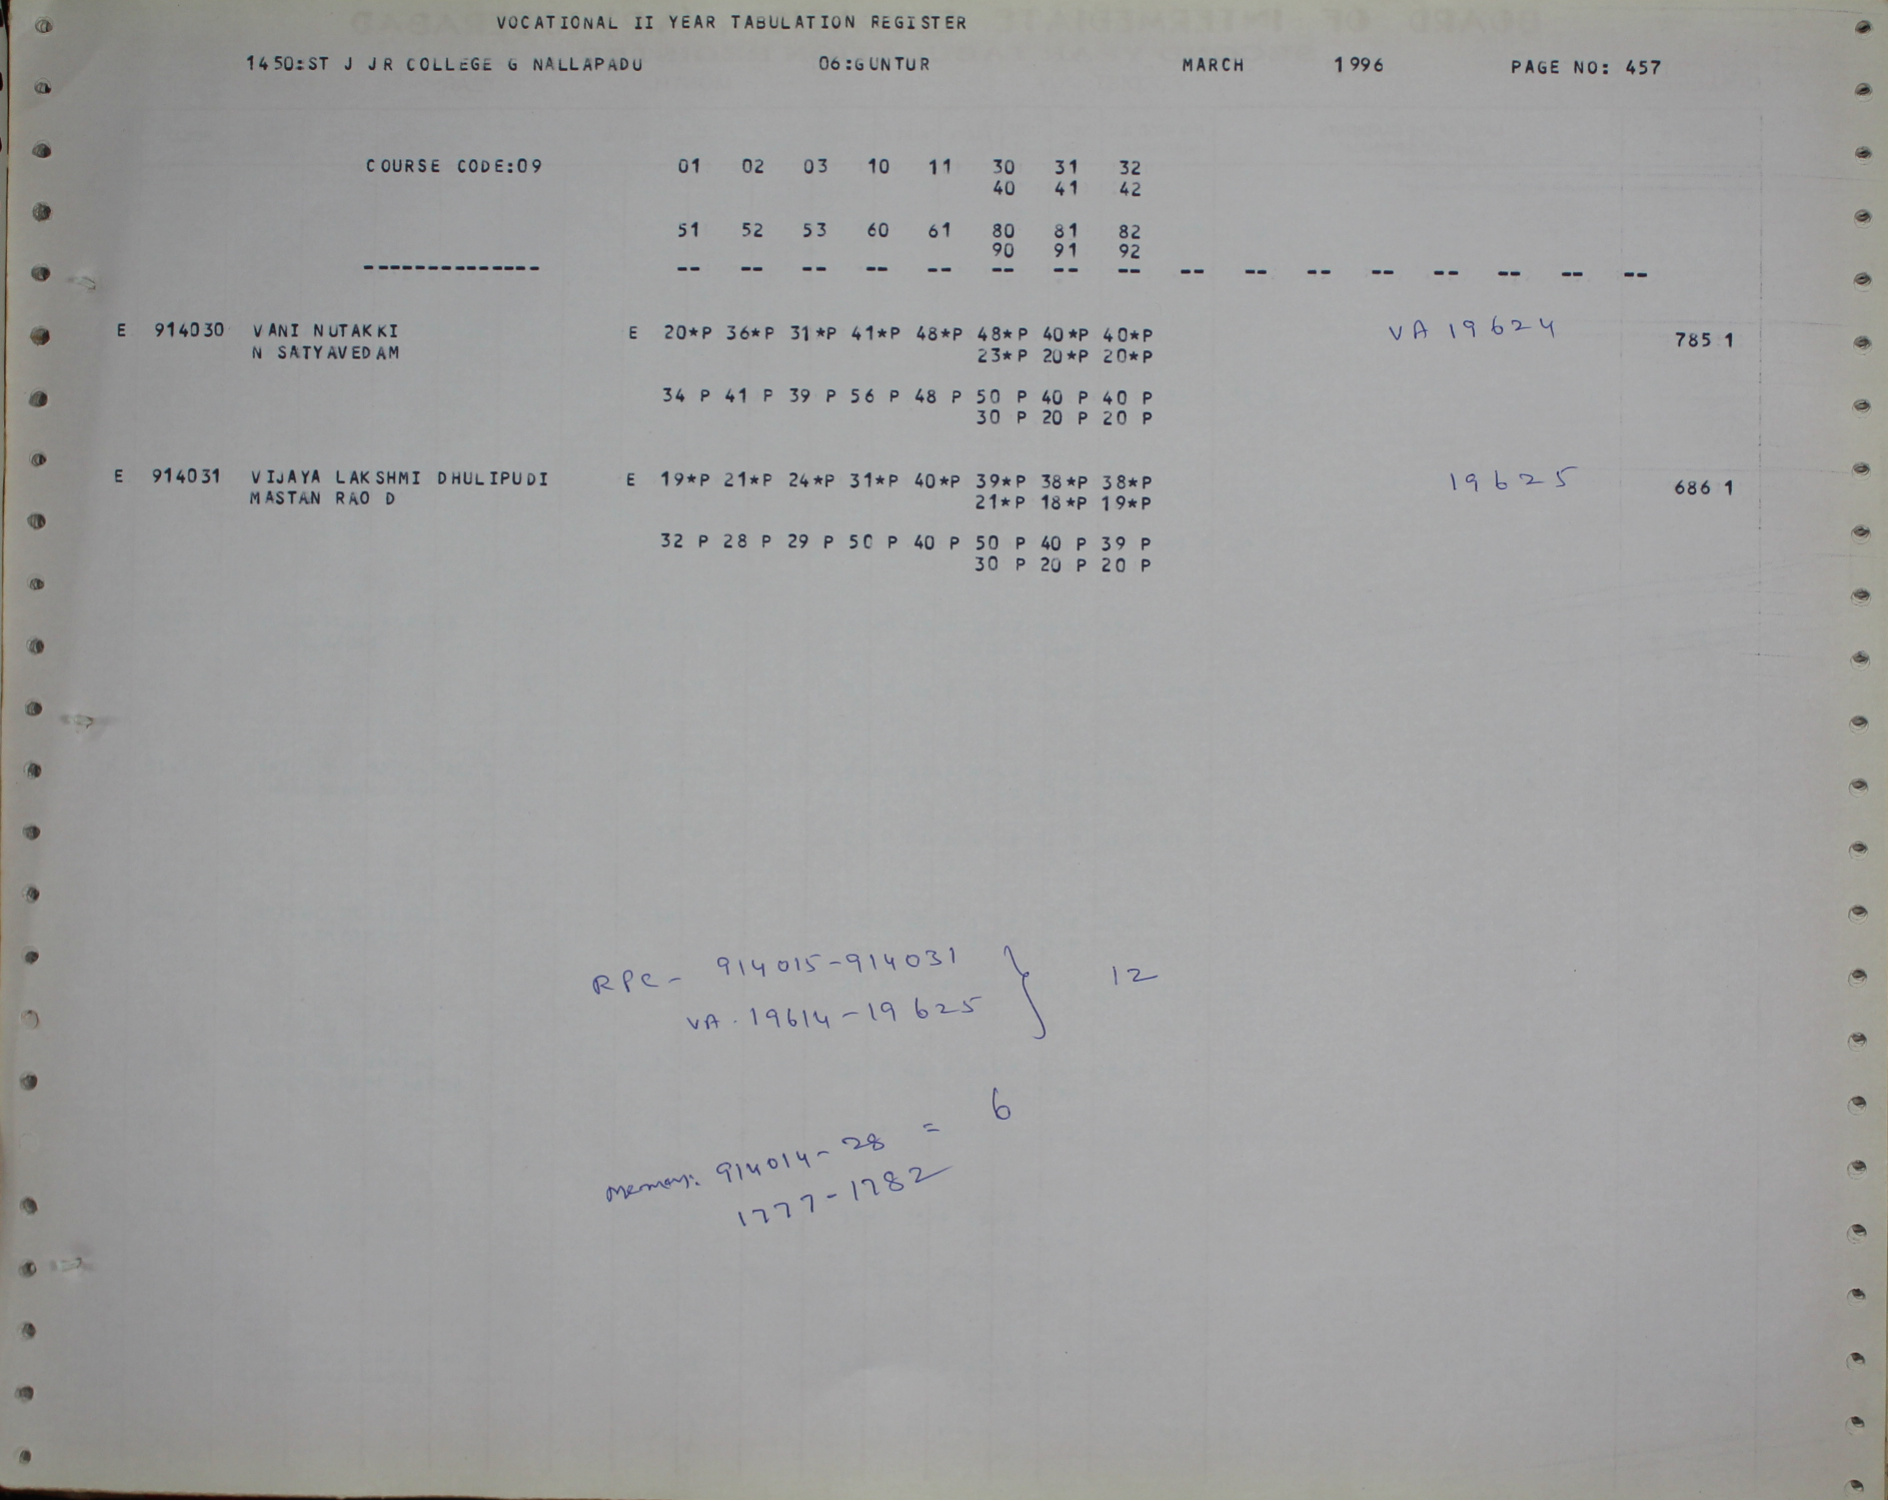 VOCATIONAL II YEAR TABULATION REGISTER
1450:ST J JR COLLEGE G NALLAPADU 06:GUNTUR MARCH 1996 PAGE NO: 457
COURSE CODE:09 01 02 03 10 11 30 31 32
40 41 42
51 52 53 60 61 80 81 82
90 91 92
-------------- -- -- -- -- -- -- -- -- -- -- -- -- -- -- -- --
E 914030 VANI NUTAKKI E 20*P 36*P 31*P 41*P 48*P 48*P 40*P 40*P VA 19624 785 1
N SATYAVEDAM 23*P 20*P 20*P
34 P 41 P 39 P 56 P 48 P 50 P 40 P 40 P
30 P 20 P 20 P
E 914031 VIJAYA LAKSHMI DHULIPUDI E 19*P 21*P 24*P 31*P 40*P 39*P 38*P 38*P 19625 686 1
MASTAN RAO D 21*P 18*P 19*P
32 P 28 P 29 P 50 P 40 P 50 P 40 P 39 P
30 P 20 P 20 P
RPC- 914015-914031 } 12
VA. 19614-19625
914014-28 = 6
1777-1782